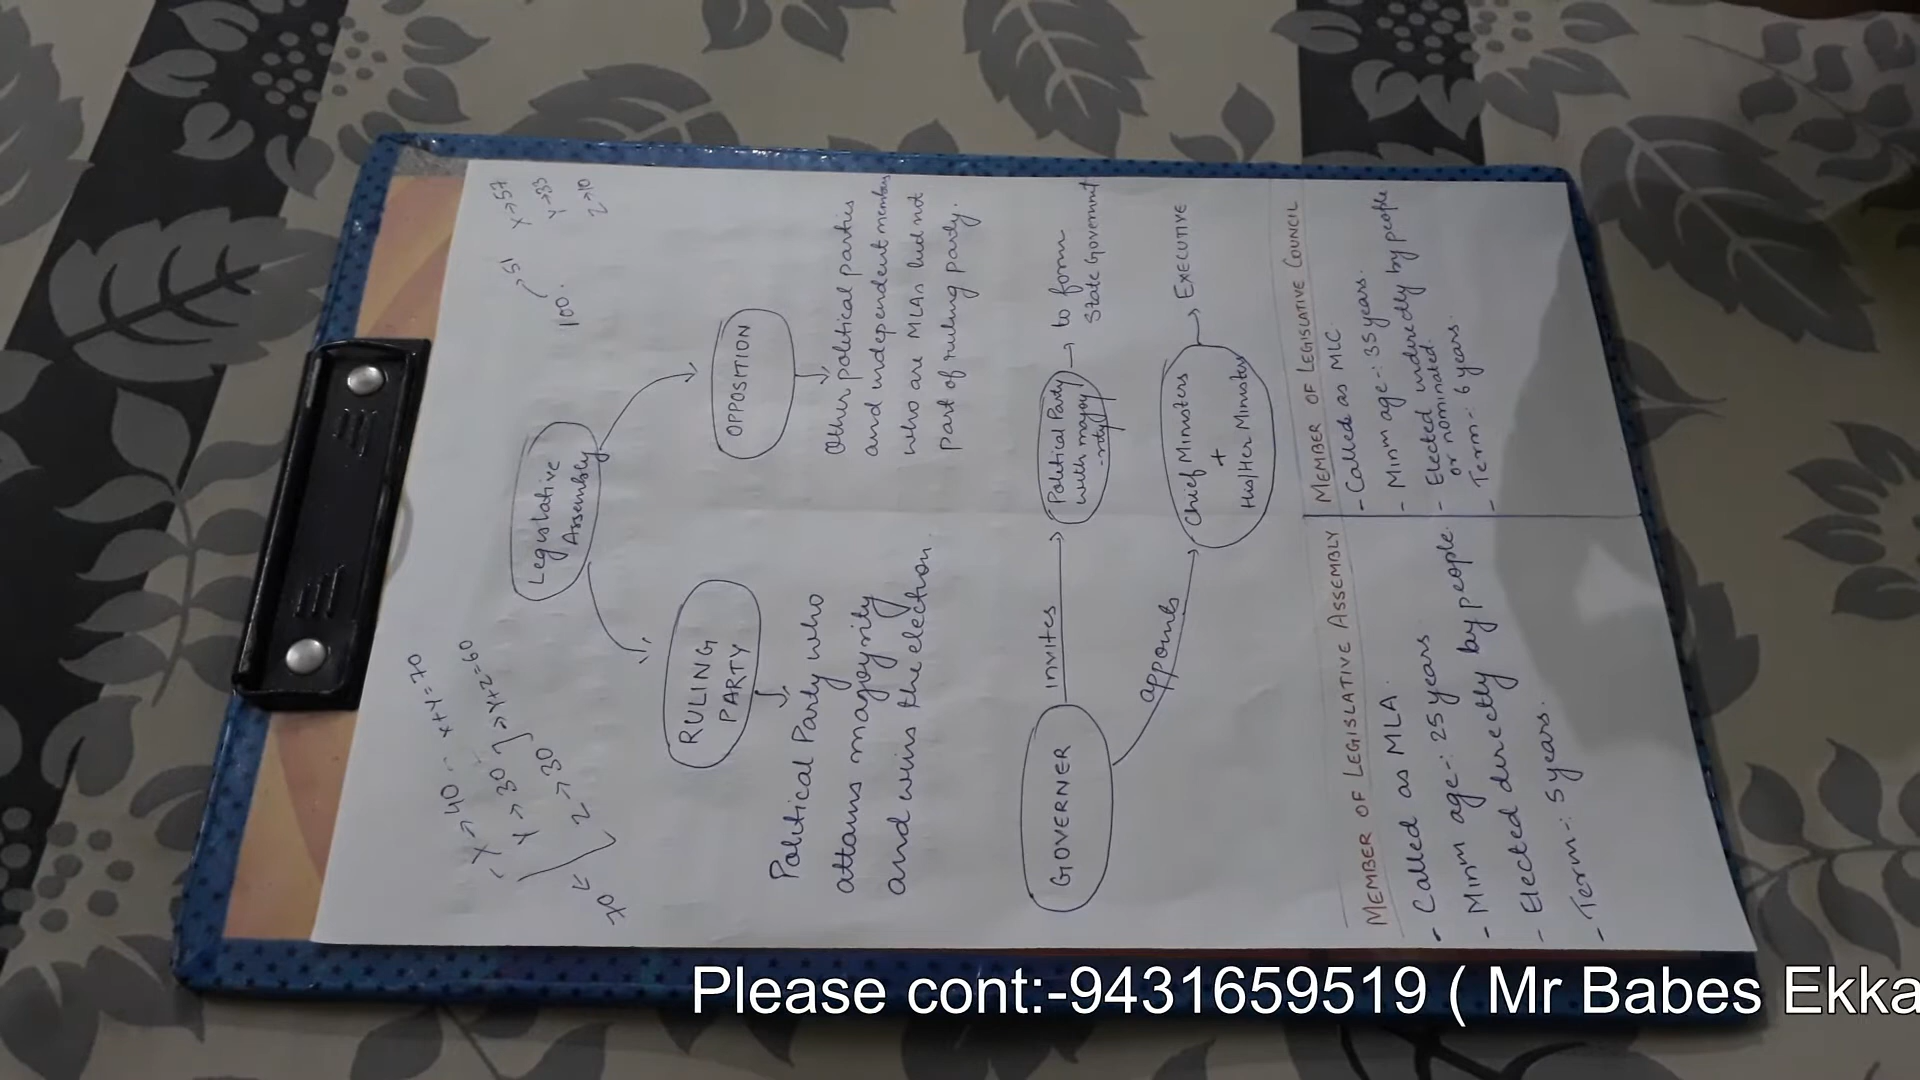 X → 40 X+Y=70
Y → 30 } → Y+Z=60
Z → 30
70
100 → 51
X → 57
Y → 33
Z → 10
Legislative
Assembly
RULING
PARTY
Political Party who
attains majority
and wins the election.
OPPOSITION
Other political parties
and independent members
who are MLAs but not
part of ruling party.
GOVERNER
invites
Political Party
with major
-rity
→ to form
State Government
appoints
Chief Ministers
+
His/Her Ministers
→ EXECUTIVE
MEMBER OF LEGISLATIVE ASSEMBLY
- Called as MLA.
- Minm age-: 25 years.
- Elected directly by people.
- Term-: 5 years.
MEMBER OF LEGISLATIVE COUNCIL
- Called as MLC.
- Minm age-: 35 years.
- Elected indirectly by people
or nominated.
- Term-: 6 years.
Please cont:-9431659519 ( Mr Babes Ekka